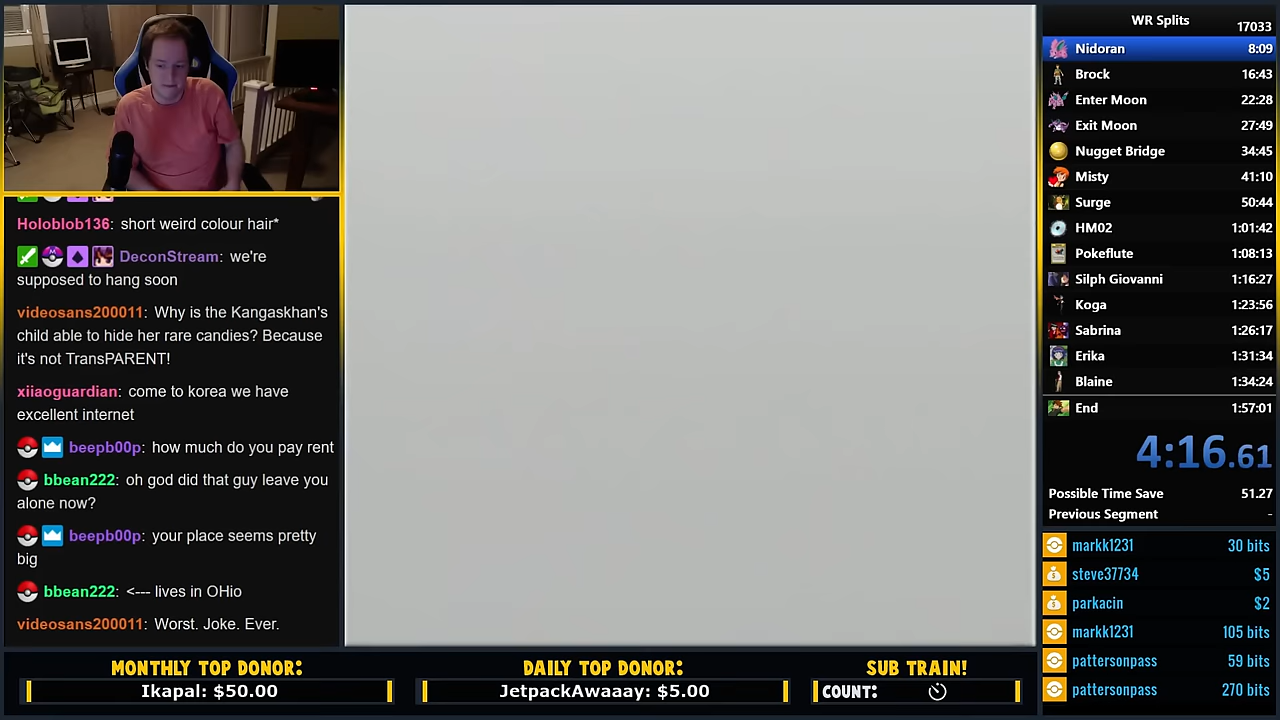 Holoblob136: short weird colour hair*
DeconStream: we're
supposed to hang soon
videosans200011: Why is the Kangaskhan's
child able to hide her rare candies? Because
it's not TransPARENT!
xiiaoguardian: come to korea we have
excellent internet
beepb00p: how much do you pay rent
bbean222: oh god did that guy leave you
alone now?
beepb00p: your place seems pretty
big
bbean222: <--- lives in OHio
videosans200011: Worst. Joke. Ever.
WR Splits
17033
Nidoran 8:09
Brock 16:43
Enter Moon 22:28
Exit Moon 27:49
Nugget Bridge 34:45
Misty 41:10
Surge 50:44
HM02 1:01:42
Pokeflute 1:08:13
Silph Giovanni 1:16:27
Koga 1:23:56
Sabrina 1:26:17
Erika 1:31:34
Blaine 1:34:24
End 1:57:01
4:16.61
Possible Time Save 51.27
Previous Segment -
markk1231 30 bits
steve37734 $5
parkacin $2
markk1231 105 bits
pattersonpass 59 bits
pattersonpass 270 bits
MONTHLY TOP DONOR:
Ikapal: $50.00
DAILY TOP DONOR:
JetpackAwaaay: $5.00
SUB TRAIN!
COUNT: